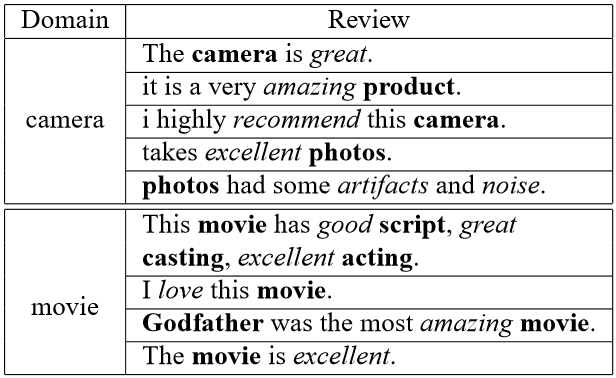 Domain Review
The camera is great.
it is a very amazing product.
camera i highly recommend this camera.
takes excellent photos.
photos had some artifacts and noise.
This movie has good script, great
casting, excellent acting.
movie I love this movie.
Godfather was the most amazing movie.
The movie is excellent.